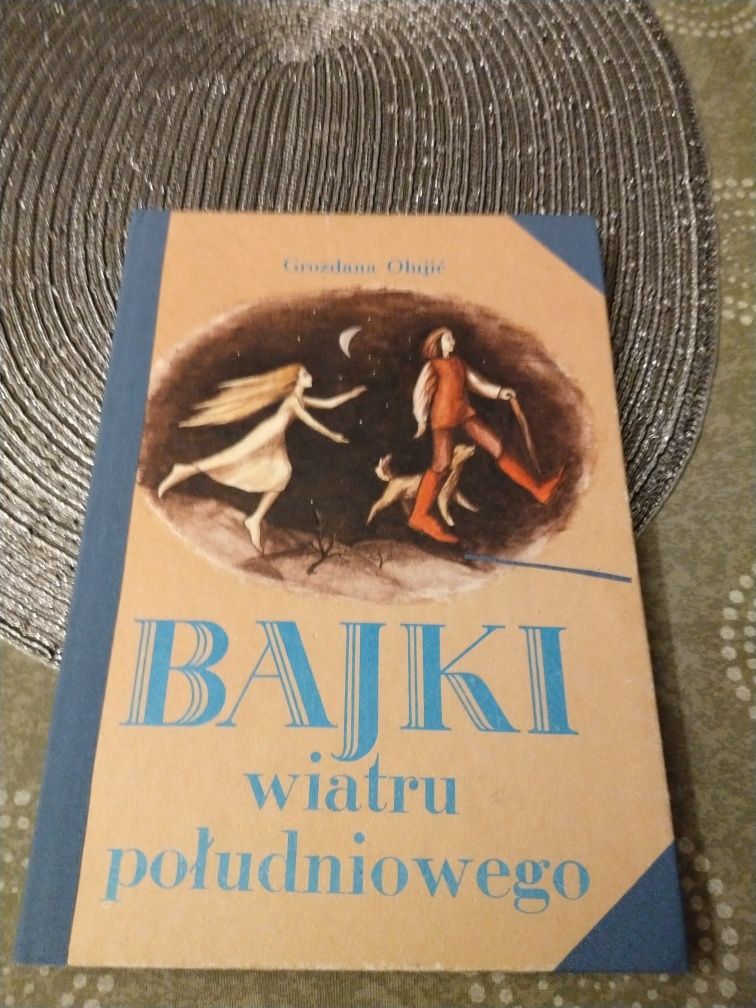 Grozdana Olujić
BAJKI
wiatru
południowego